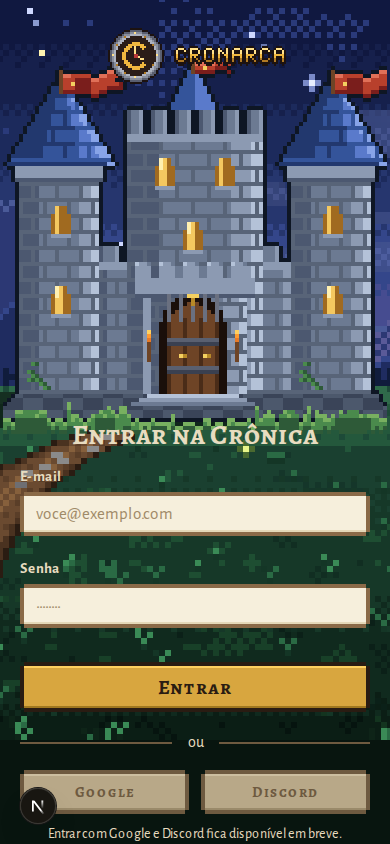 CRONARCA
Entrar na Crônica
E-mail
voce@exemplo.com
Senha
Entrar
ou
Google
Discord
N
Entrar com Google e Discord fica disponível em breve.